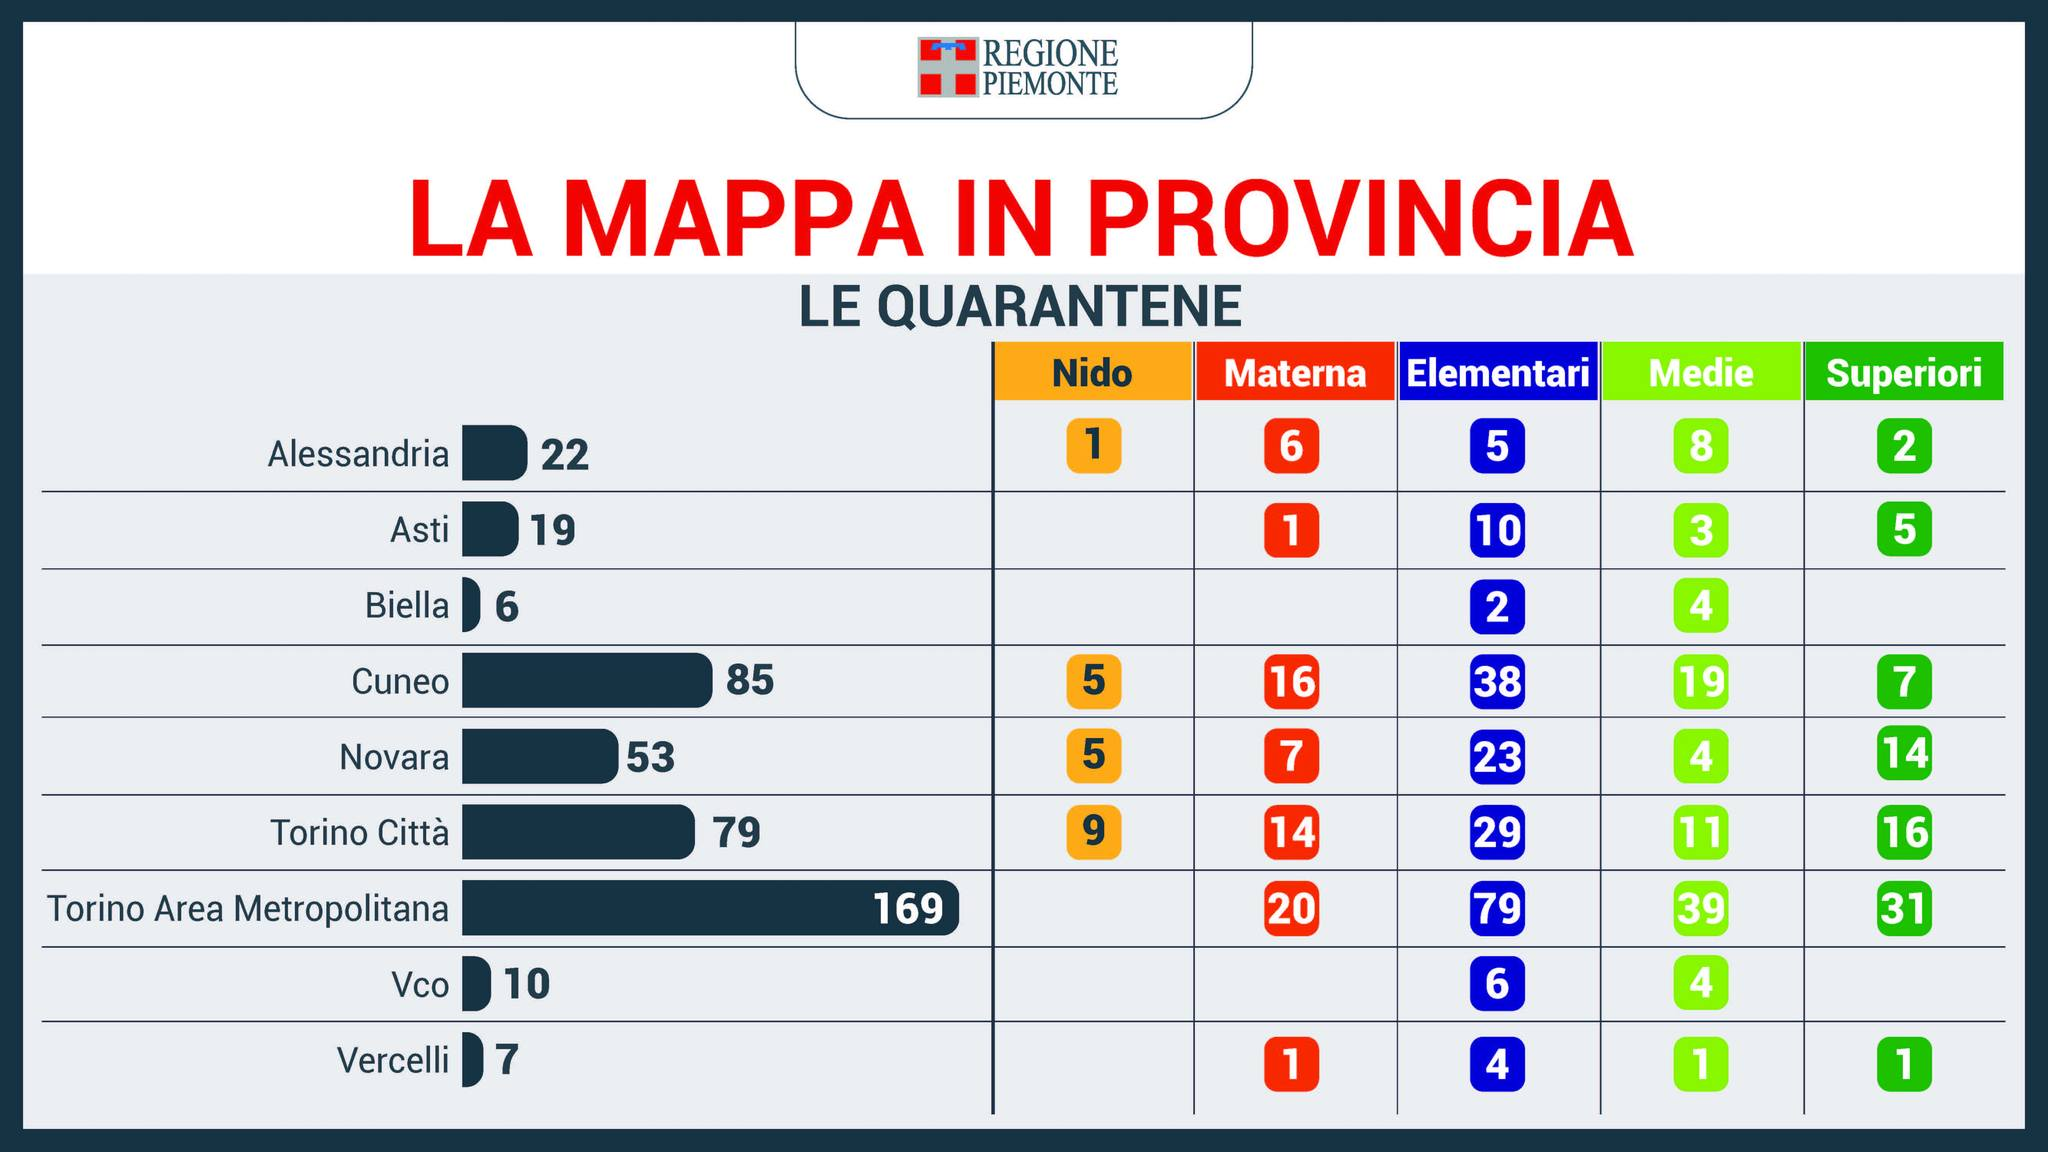 REGIONE
PIEMONTE
LA MAPPA IN PROVINCIA
LE QUARANTENE
Nido Materna Elementari Medie Superiori
Alessandria 22 1 6 5 8 2
Asti 19 1 10 3 5
Biella 6 2 4
Cuneo 85 5 16 38 19 7
Novara 53 5 7 23 4 14
Torino Città 79 9 14 29 11 16
Torino Area Metropolitana 169 20 79 39 31
Vco 10 6 4
Vercelli 7 1 4 1 1